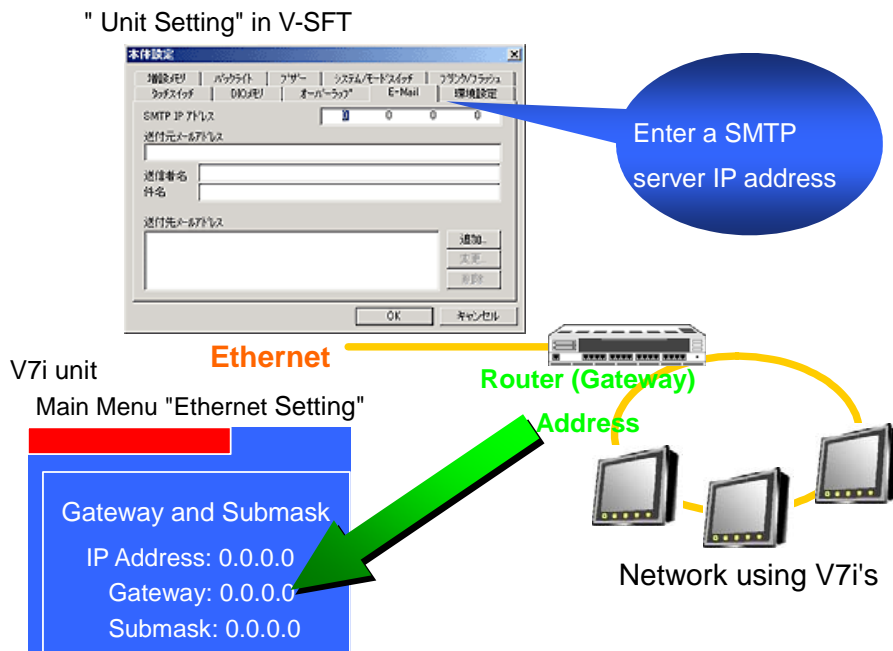 " Unit Setting" in V-SFT
本体設定
増設メモリ バックライト ブザー システム/モードスイッチ ブリンク/フラッシュ
タッチスイッチ DIOメモリ オーバーラップ E-Mail 環境設定
SMTP IP アドレス 0 0 0 0
送付元メールアドレス
送信者名
件名
送付先メールアドレス
追加...
変更...
削除
OK キャンセル
Enter a SMTP
server IP address
Ethernet
Router (Gateway)
Address
V7i unit
Main Menu "Ethernet Setting"
Gateway and Submask
IP Address: 0.0.0.0
Gateway: 0.0.0.0
Submask: 0.0.0.0
Network using V7i's